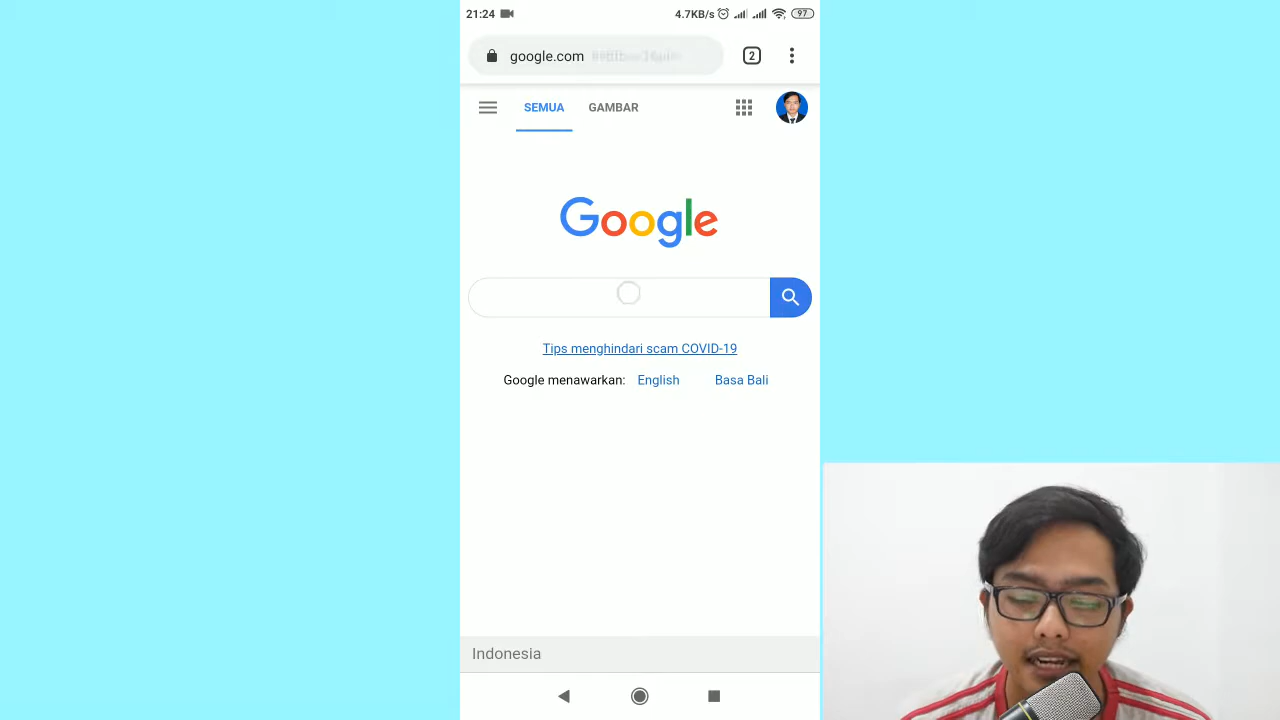 21:24 4.7KB/s 97
google.com 2
SEMUA GAMBAR
Google
Tips menghindari scam COVID-19
Google menawarkan: English Basa Bali
Indonesia